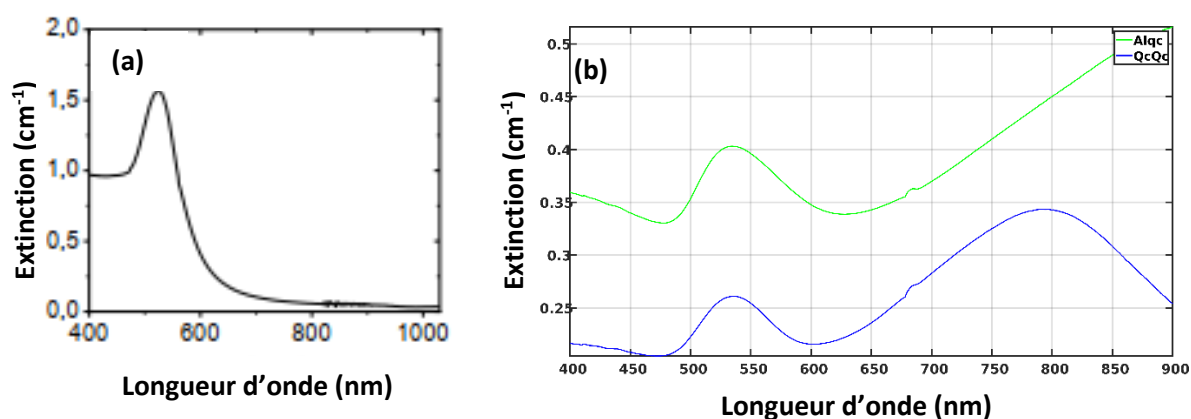 (a)
Extinction (cm⁻¹)
2,0
1,5
1,0
0,5
0,0
400 600 800 1000
Longueur d’onde (nm)
(b)
Extinction (cm⁻¹)
0.5
0.45
0.4
0.35
0.3
0.25
400 450 500 550 600 650 700 750 800 850 900
Longueur d’onde (nm)
Alqc
QcQc